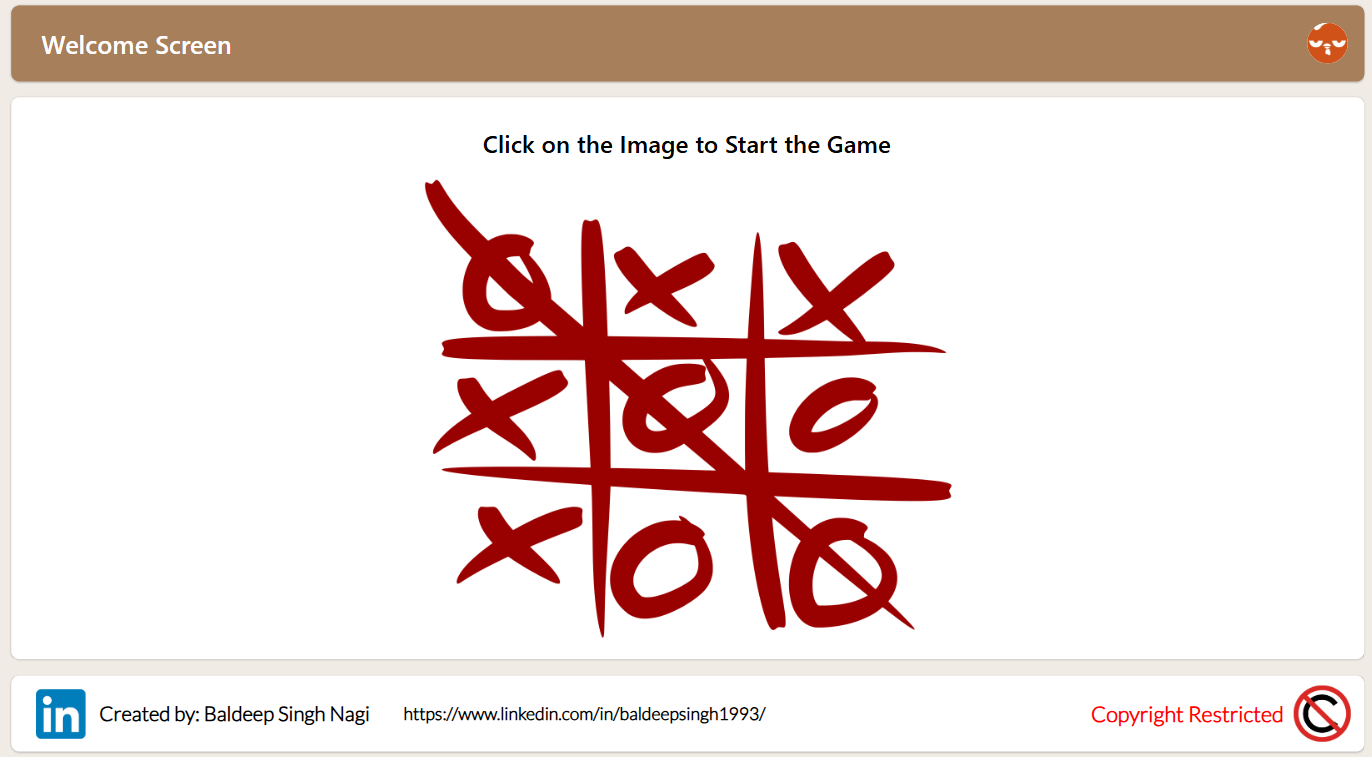 Welcome Screen
Click on the Image to Start the Game
O X X
X O O
X O O
in Created by: Baldeep Singh Nagi https://www.linkedin.com/in/baldeepsingh1993/ Copyright Restricted C